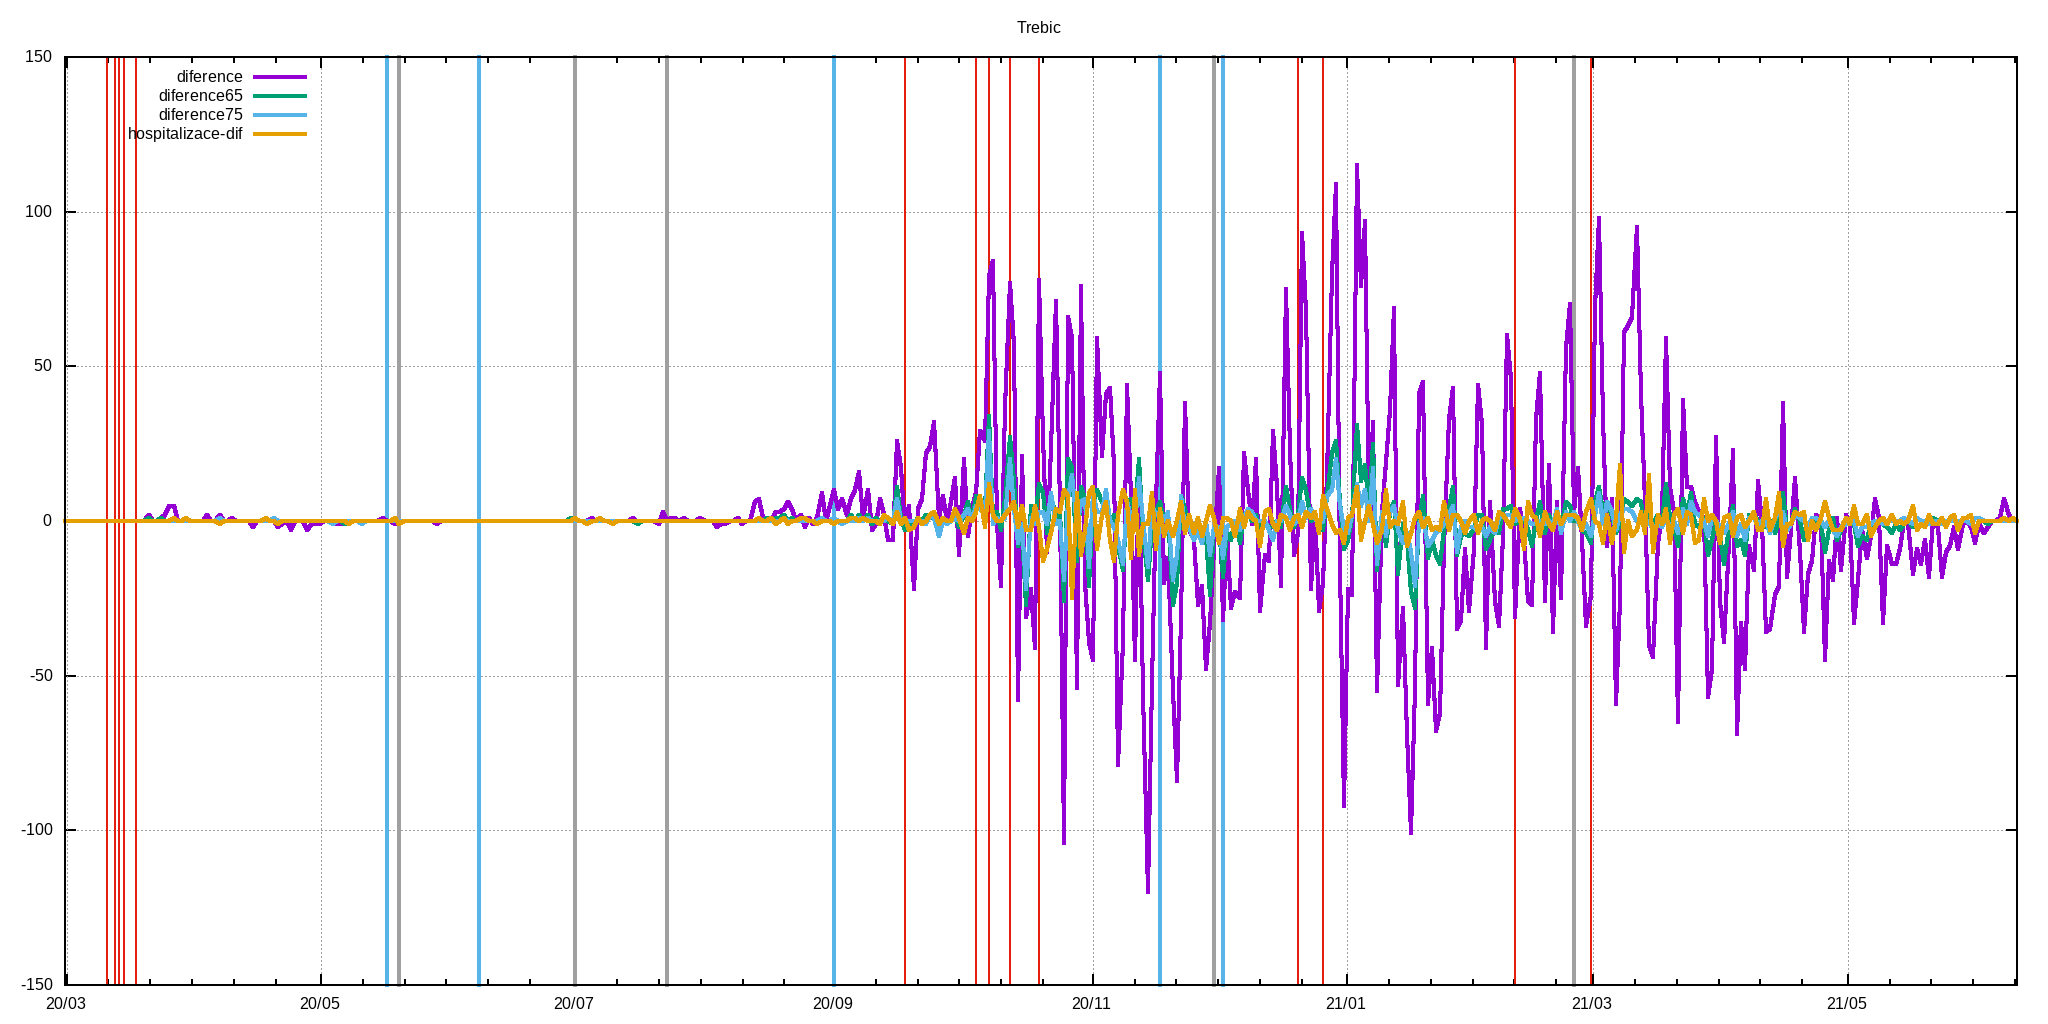 Trebic
150
diference
diference65
diference75
hospitalizace-dif
100
50
0
-50
-100
-150
20/03 20/05 20/07 20/09 20/11 21/01 21/03 21/05